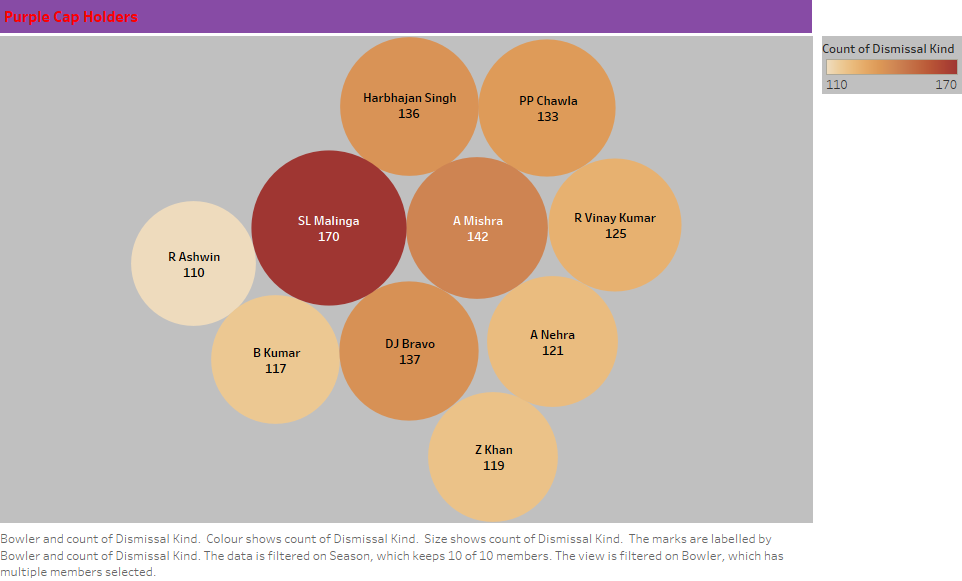 Purple Cap Holders
Count of Dismissal Kind
110 170
Harbhajan Singh
136
PP Chawla
133
SL Malinga
170
A Mishra
142
R Vinay Kumar
125
R Ashwin
110
B Kumar
117
DJ Bravo
137
A Nehra
121
Z Khan
119
Bowler and count of Dismissal Kind.  Colour shows count of Dismissal Kind.  Size shows count of Dismissal Kind.  The marks are labelled by
Bowler and count of Dismissal Kind. The data is filtered on Season, which keeps 10 of 10 members. The view is filtered on Bowler, which has
multiple members selected.